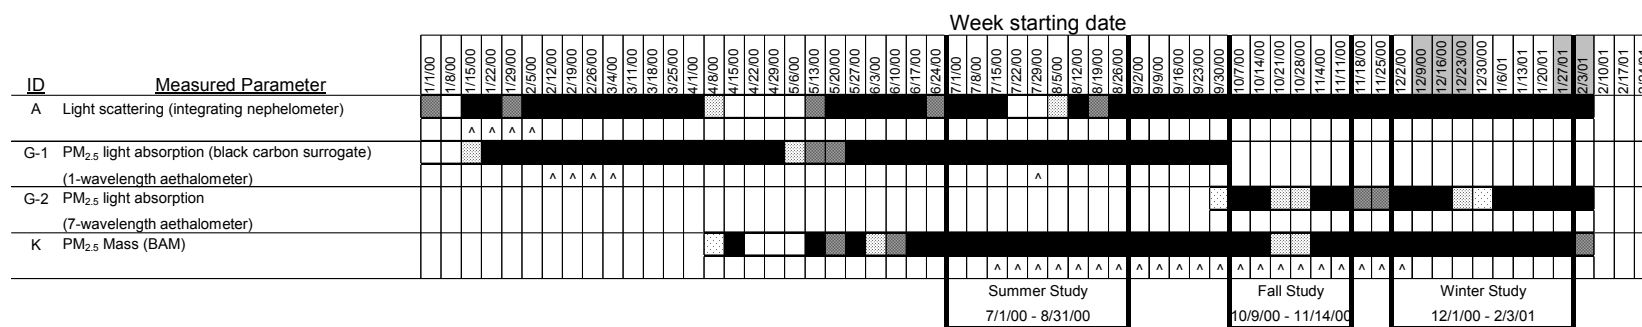 Week starting date
ID Measured Parameter 1/1/00 1/8/00 1/15/00 1/22/00 1/29/00 2/5/00 2/12/00 2/19/00 2/26/00 3/4/00 3/11/00 3/18/00 3/25/00 4/1/00 4/8/00 4/15/00 4/22/00 4/29/00 5/6/00 5/13/00 5/20/00 5/27/00 6/3/00 6/10/00 6/17/00 6/24/00 7/1/00 7/8/00 7/15/00 7/22/00 7/29/00 8/5/00 8/12/00 8/19/00 8/26/00 9/2/00 9/9/00 9/16/00 9/23/00 9/30/00 10/7/00 10/14/00 10/21/00 10/28/00 11/4/00 11/11/00 11/18/00 11/25/00 12/2/00 12/9/00 12/16/00 12/23/00 12/30/00 1/6/01 1/13/01 1/20/01 1/27/01 2/3/01 2/10/01 2/17/01
A Light scattering (integrating nephelometer)
^ ^ ^ ^
G-1 PM2.5 light absorption (black carbon surrogate)
(1-wavelength aethalometer) ^ ^ ^ ^ ^
G-2 PM2.5 light absorption
(7-wavelength aethalometer)
K PM2.5 Mass (BAM)
^ ^ ^ ^ ^ ^ ^ ^ ^ ^ ^ ^ ^ ^ ^ ^ ^ ^ ^ ^ ^
Summer Study Fall Study Winter Study
7/1/00 - 8/31/00 10/9/00 - 11/14/00 12/1/00 - 2/3/01